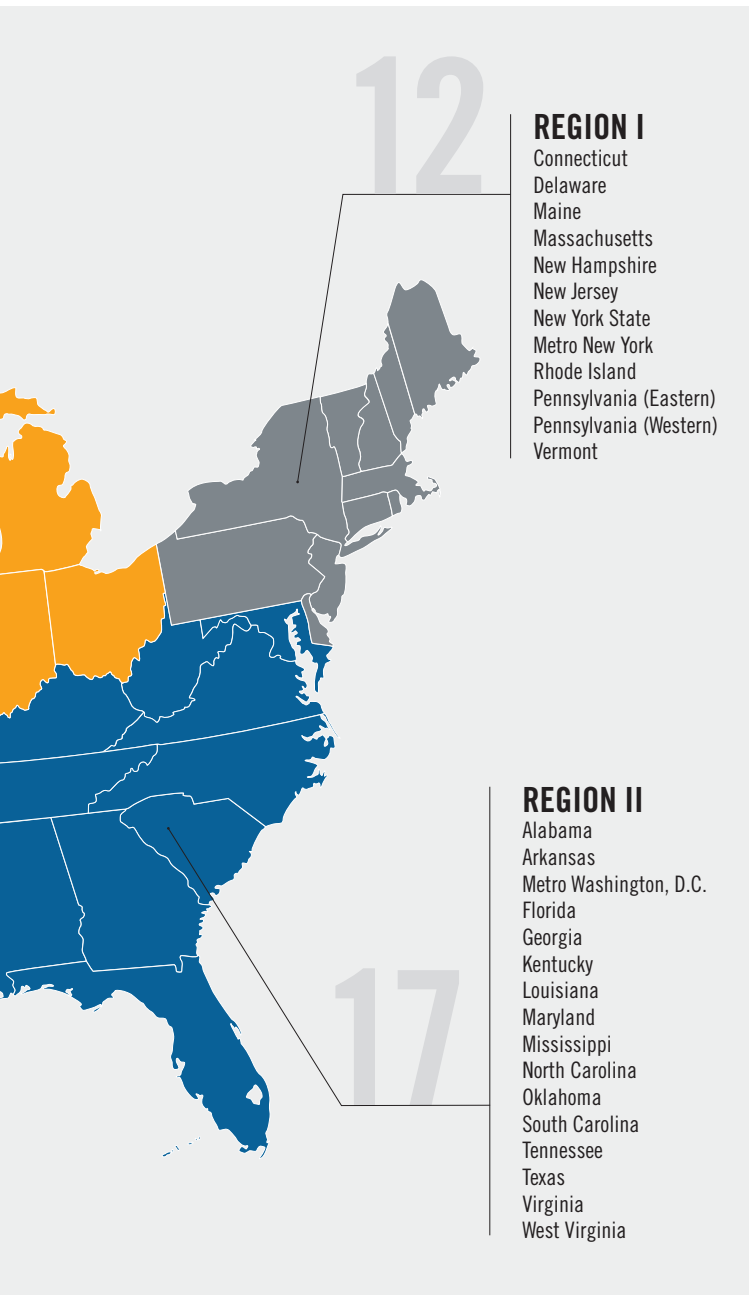 12
REGION I
Connecticut
Delaware
Maine
Massachusetts
New Hampshire
New Jersey
New York State
Metro New York
Rhode Island
Pennsylvania (Eastern)
Pennsylvania (Western)
Vermont
REGION II
Alabama
Arkansas
Metro Washington, D.C.
Florida
Georgia
Kentucky
Louisiana
Maryland
Mississippi
North Carolina
Oklahoma
South Carolina
Tennessee
Texas
Virginia
West Virginia
17